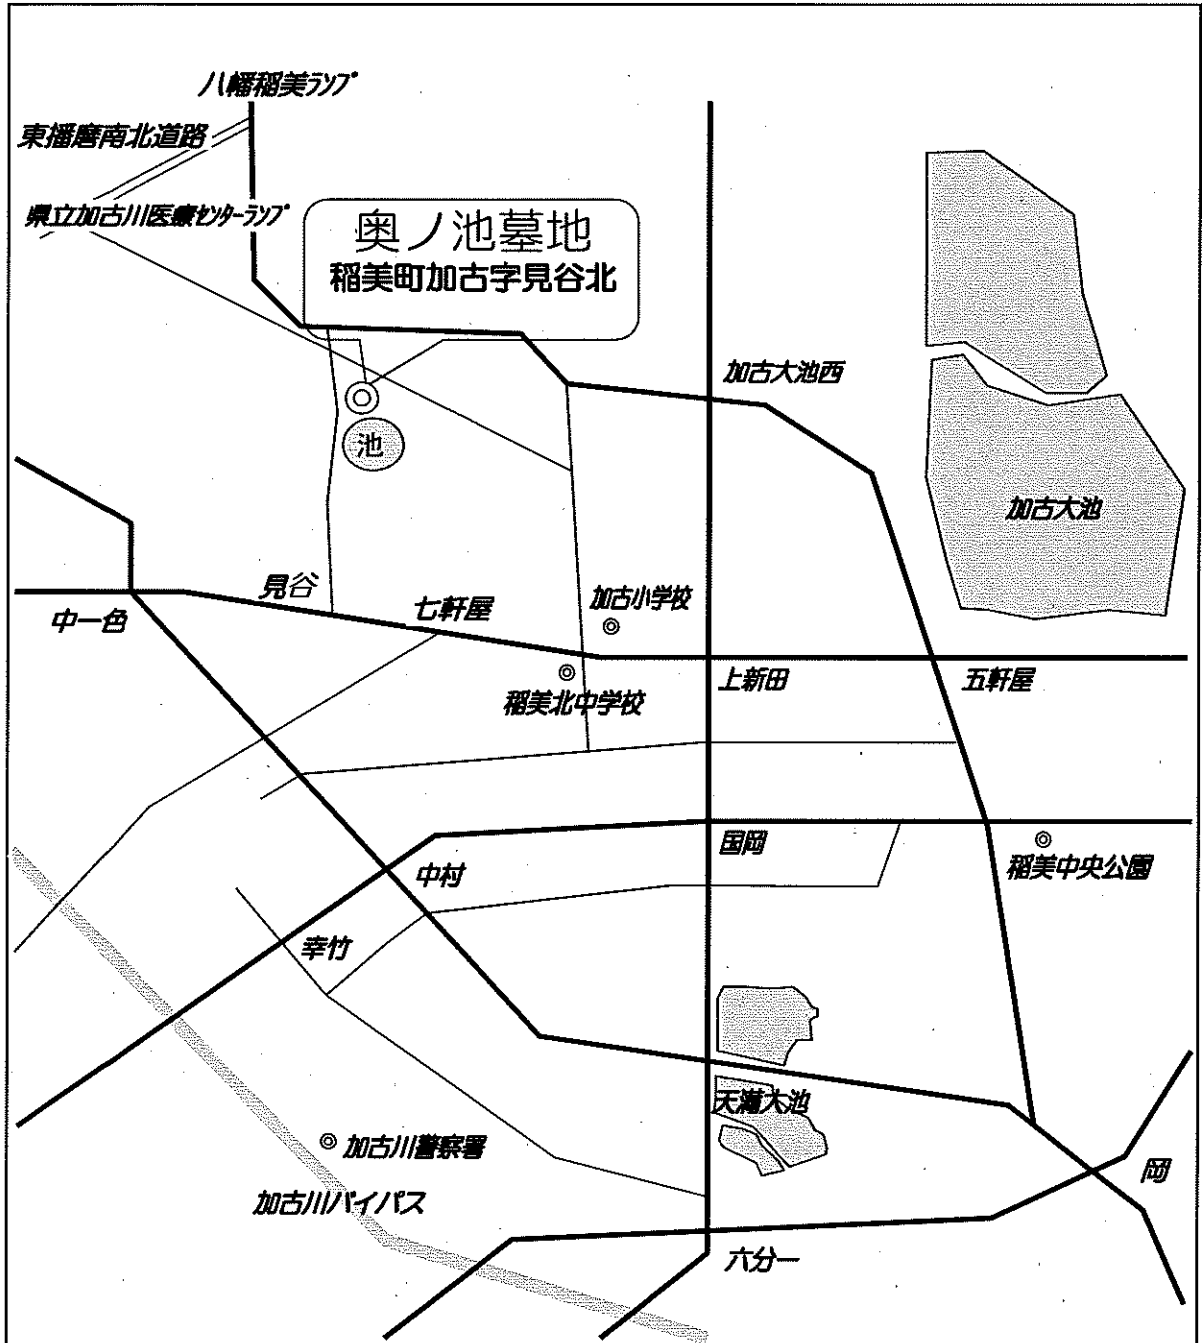 八幡稲美ﾗﾝﾌﾟ
東播磨南北道路
県立加古川医療ｾﾝﾀｰﾗﾝﾌﾟ
奥ノ池墓地
稲美町加古字見谷北
加古大池西
池
加古大池
見谷
七軒屋
加古小学校
中一色
上新田
五軒屋
稲美北中学校
国岡
稲美中央公園
中村
幸竹
天満大池
加古川警察署
岡
加古川バイパス
六分一